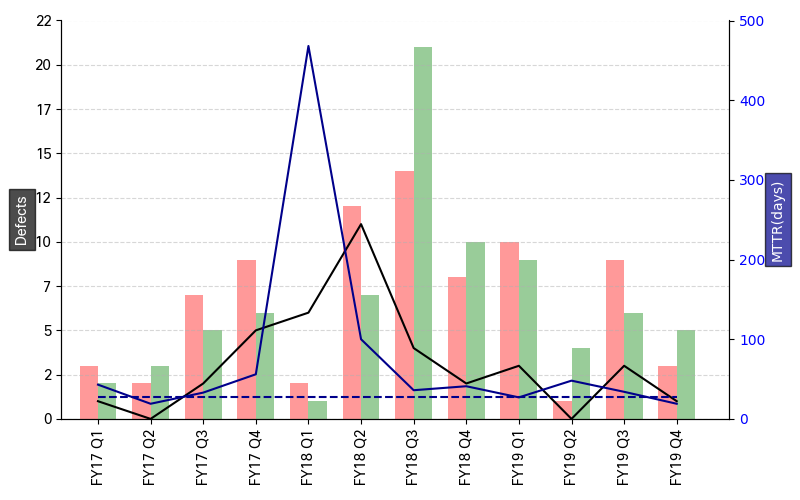 22
20
17
15
12
10
7
5
2
0
Defects
500
400
300
200
100
0
MTTR(days)
FY17 Q1
FY17 Q2
FY17 Q3
FY17 Q4
FY18 Q1
FY18 Q2
FY18 Q3
FY18 Q4
FY19 Q1
FY19 Q2
FY19 Q3
FY19 Q4